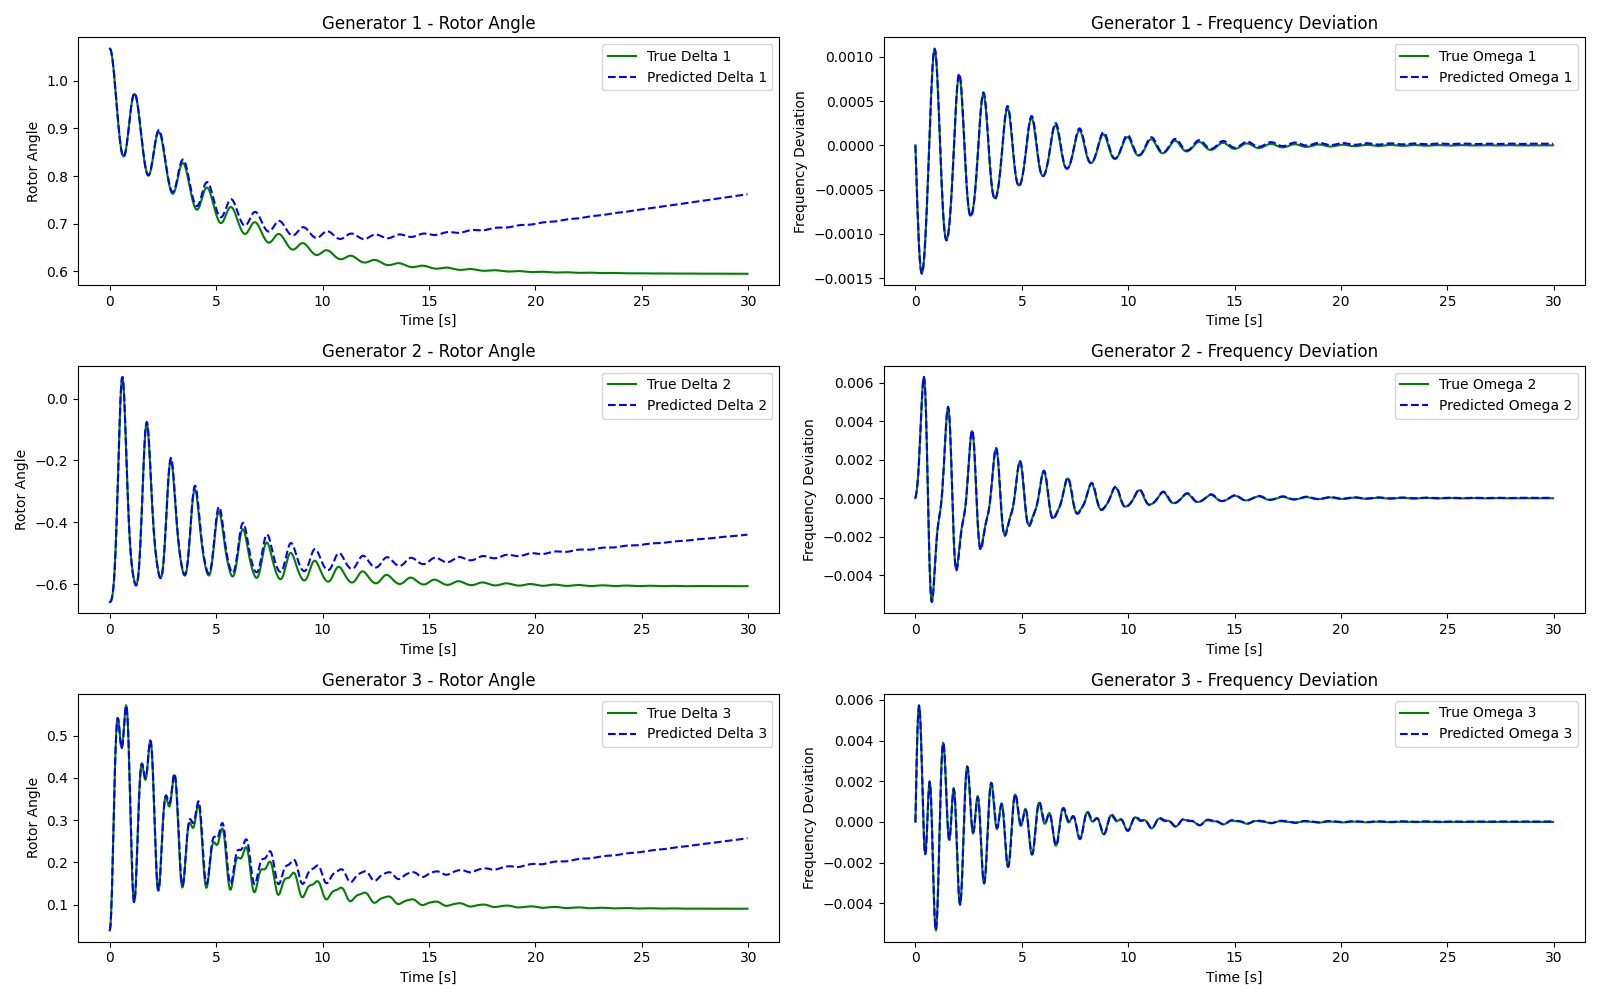 Generator 1 - Rotor Angle
Rotor Angle
1.0
0.9
0.8
0.7
0.6
True Delta 1
Predicted Delta 1
0 5 10 15 20 25 30
Time [s]
Generator 1 - Frequency Deviation
Frequency Deviation
0.0010
0.0005
0.0000
−0.0005
−0.0010
−0.0015
True Omega 1
Predicted Omega 1
0 5 10 15 20 25 30
Time [s]
Generator 2 - Rotor Angle
Rotor Angle
0.0
−0.2
−0.4
−0.6
True Delta 2
Predicted Delta 2
0 5 10 15 20 25 30
Time [s]
Generator 2 - Frequency Deviation
Frequency Deviation
0.006
0.004
0.002
0.000
−0.002
−0.004
True Omega 2
Predicted Omega 2
0 5 10 15 20 25 30
Time [s]
Generator 3 - Rotor Angle
Rotor Angle
0.5
0.4
0.3
0.2
0.1
True Delta 3
Predicted Delta 3
0 5 10 15 20 25 30
Time [s]
Generator 3 - Frequency Deviation
Frequency Deviation
0.006
0.004
0.002
0.000
−0.002
−0.004
True Omega 3
Predicted Omega 3
0 5 10 15 20 25 30
Time [s]